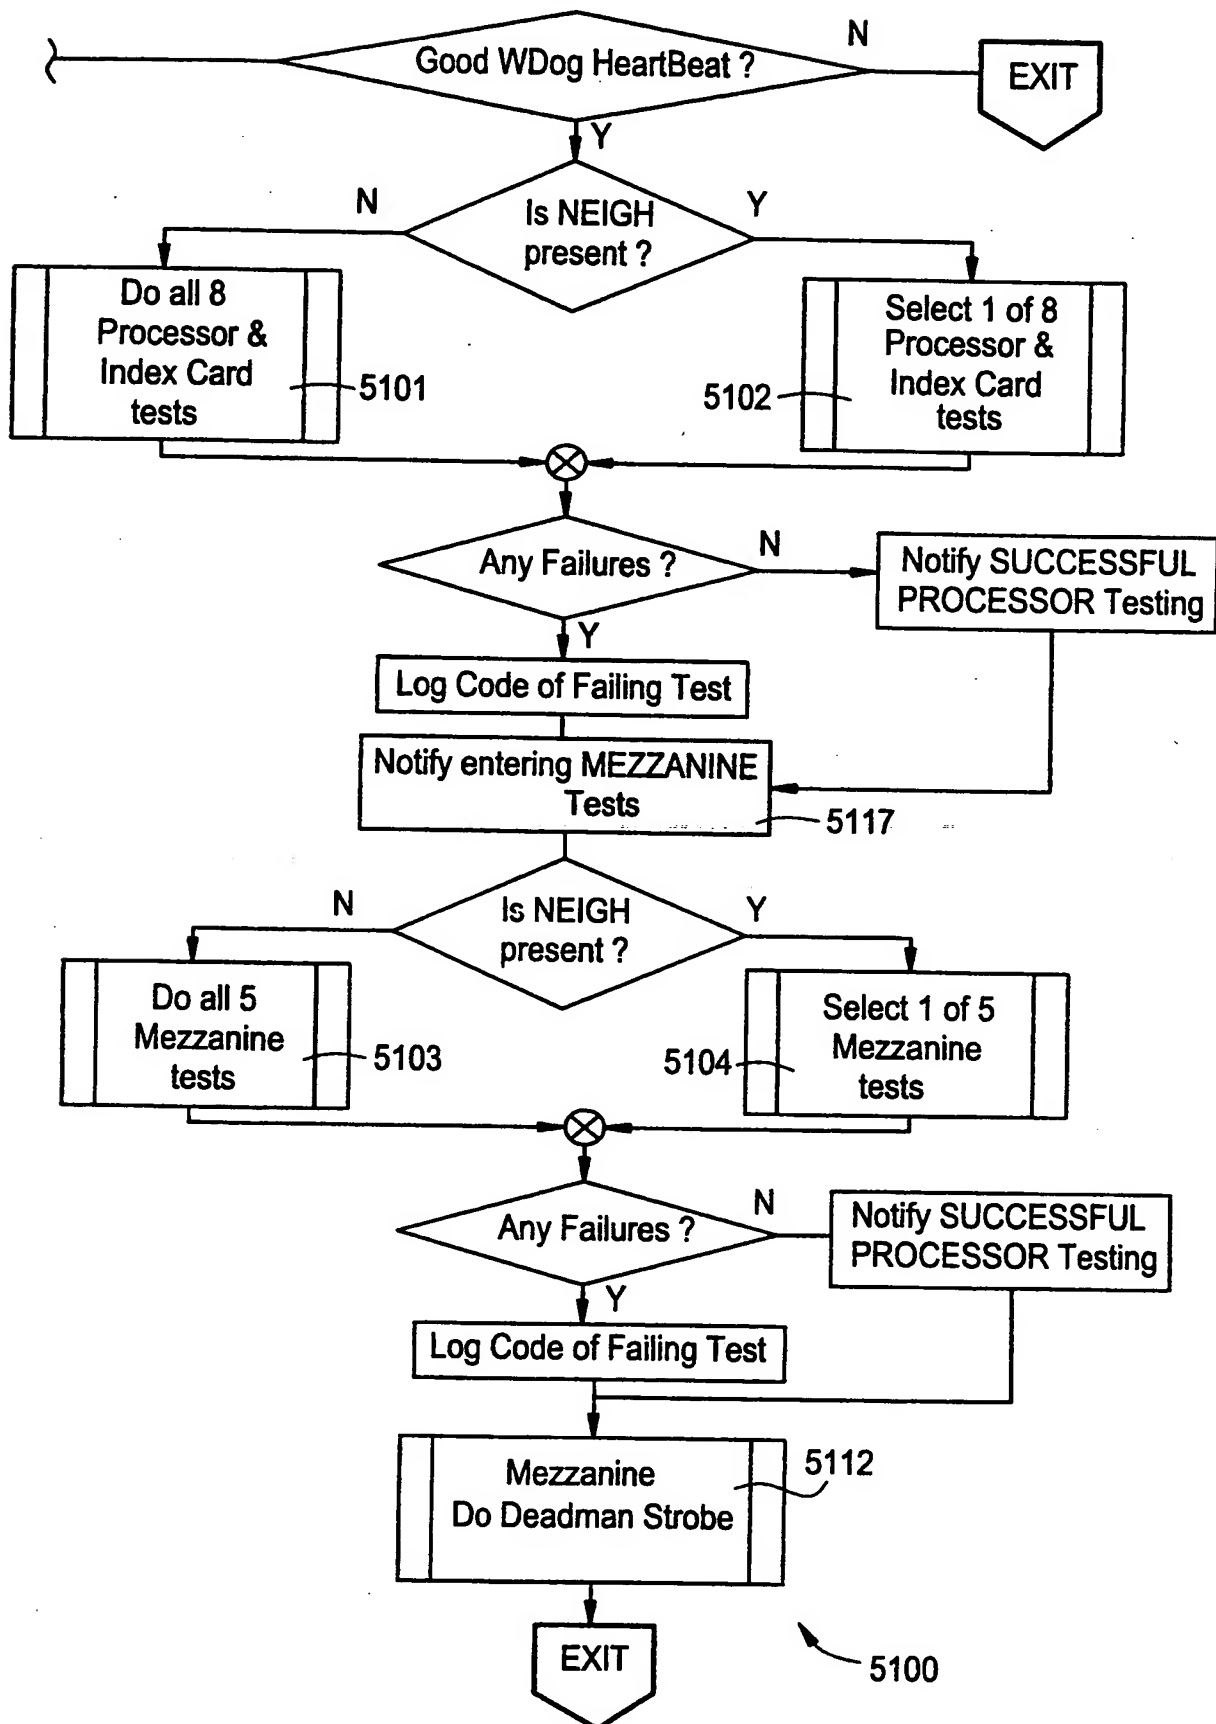 Good WDog HeartBeat ?
N
EXIT
Y
Is NEIGH
present ?
N
Y
Do all 8
Processor &
Index Card
tests
5101
Select 1 of 8
Processor &
Index Card
tests
5102
Any Failures ?
N
Notify SUCCESSFUL
PROCESSOR Testing
Y
Log Code of Failing Test
Notify entering MEZZANINE
Tests
5117
Is NEIGH
present ?
N
Y
Do all 5
Mezzanine
tests
5103
Select 1 of 5
Mezzanine
tests
5104
Any Failures ?
N
Notify SUCCESSFUL
PROCESSOR Testing
Y
Log Code of Failing Test
Mezzanine
Do Deadman Strobe
5112
EXIT
5100